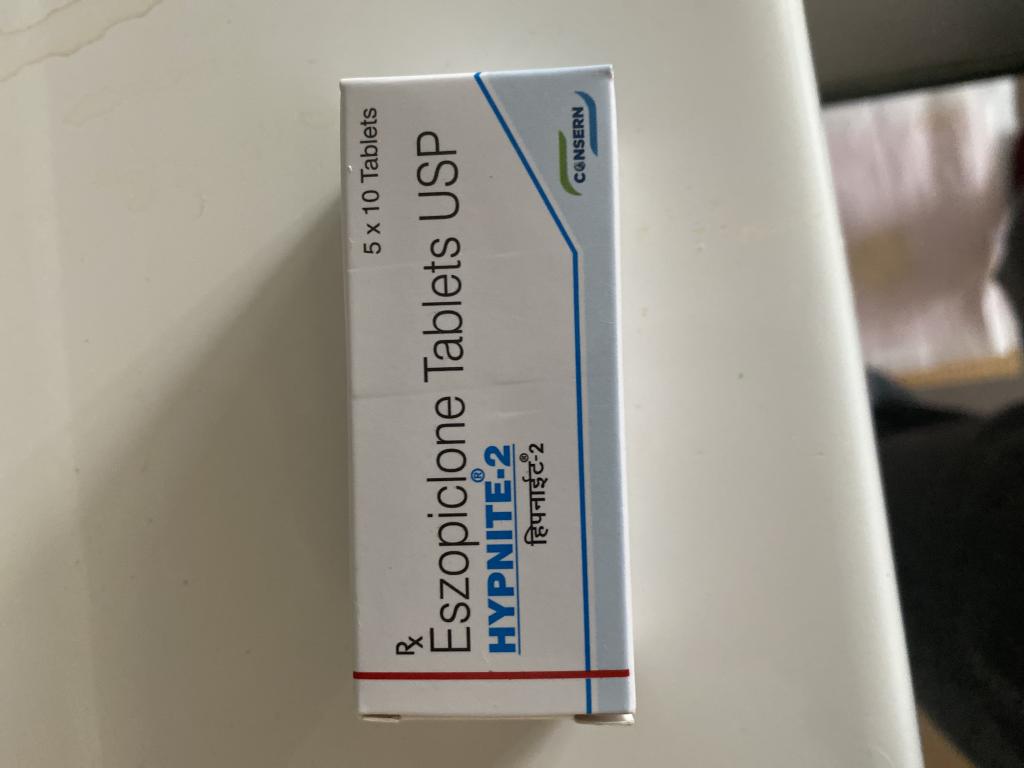 5 x 10 Tablets
Rx
Eszopiclone Tablets USP
HYPNITE®-2
हिपनाईट®-2
CONSERN